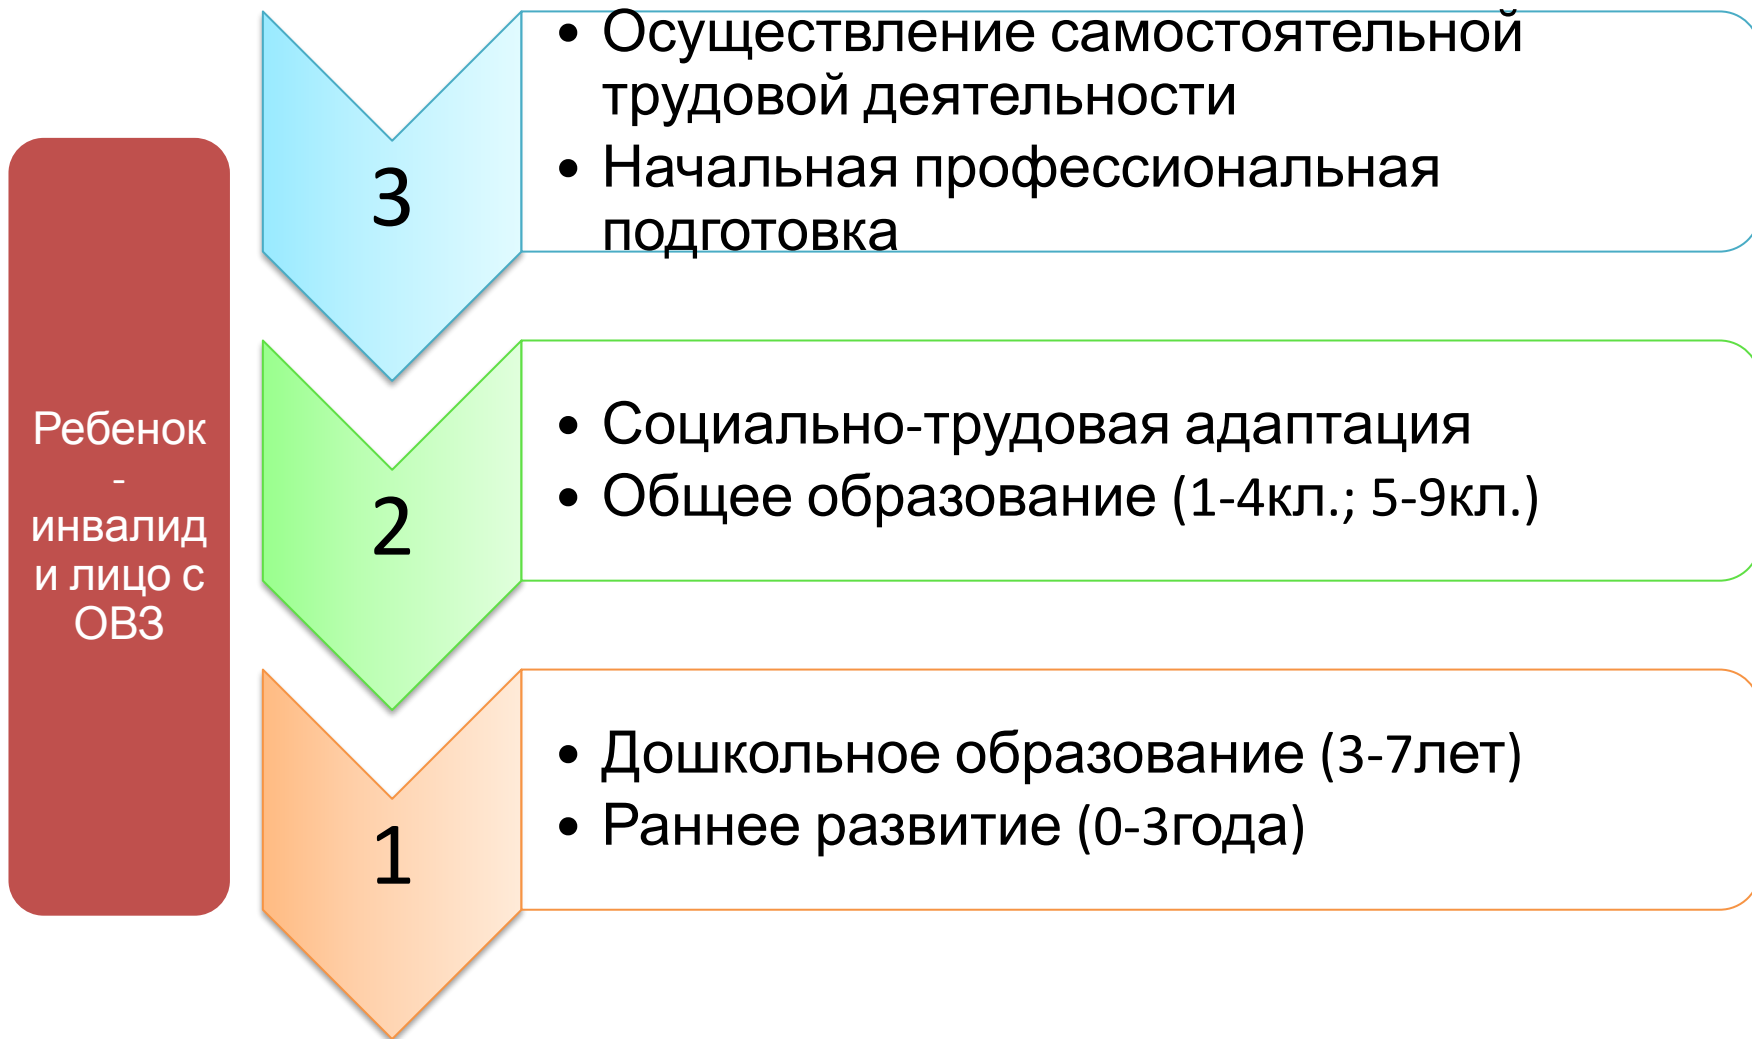 Ребенок
-
инвалид
и лицо с
ОВЗ
3
• Осуществление самостоятельной
трудовой деятельности
• Начальная профессиональная
подготовка
2
• Социально-трудовая адаптация
• Общее образование (1-4кл.; 5-9кл.)
1
• Дошкольное образование (3-7лет)
• Раннее развитие (0-3года)